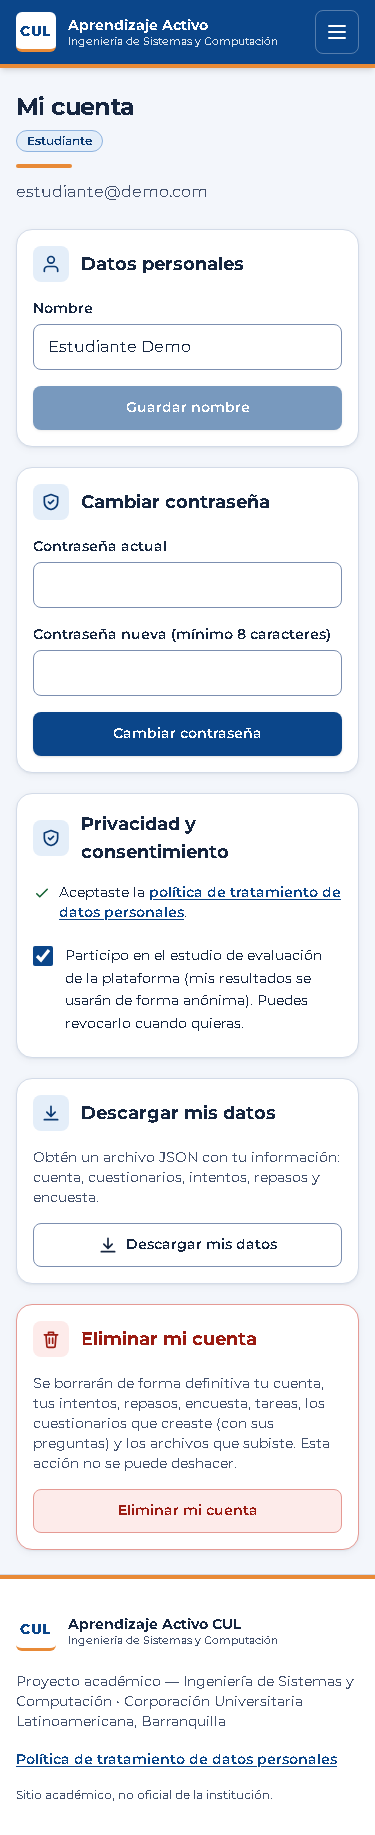 CUL
Aprendizaje Activo
Ingeniería de Sistemas y Computación
Mi cuenta
Estudiante
estudiante@demo.com
Datos personales
Nombre
Estudiante Demo
Guardar nombre
Cambiar contraseña
Contraseña actual
Contraseña nueva (mínimo 8 caracteres)
Cambiar contraseña
Privacidad y
consentimiento
Aceptaste la política de tratamiento de
datos personales.
Participo en el estudio de evaluación
de la plataforma (mis resultados se
usarán de forma anónima). Puedes
revocarlo cuando quieras.
Descargar mis datos
Obtén un archivo JSON con tu información:
cuenta, cuestionarios, intentos, repasos y
encuesta.
Descargar mis datos
Eliminar mi cuenta
Se borrarán de forma definitiva tu cuenta,
tus intentos, repasos, encuesta, tareas, los
cuestionarios que creaste (con sus
preguntas) y los archivos que subiste. Esta
acción no se puede deshacer.
Eliminar mi cuenta
CUL
Aprendizaje Activo CUL
Ingeniería de Sistemas y Computación
Proyecto académico — Ingeniería de Sistemas y
Computación · Corporación Universitaria
Latinoamericana, Barranquilla
Política de tratamiento de datos personales
Sitio académico, no oficial de la institución.